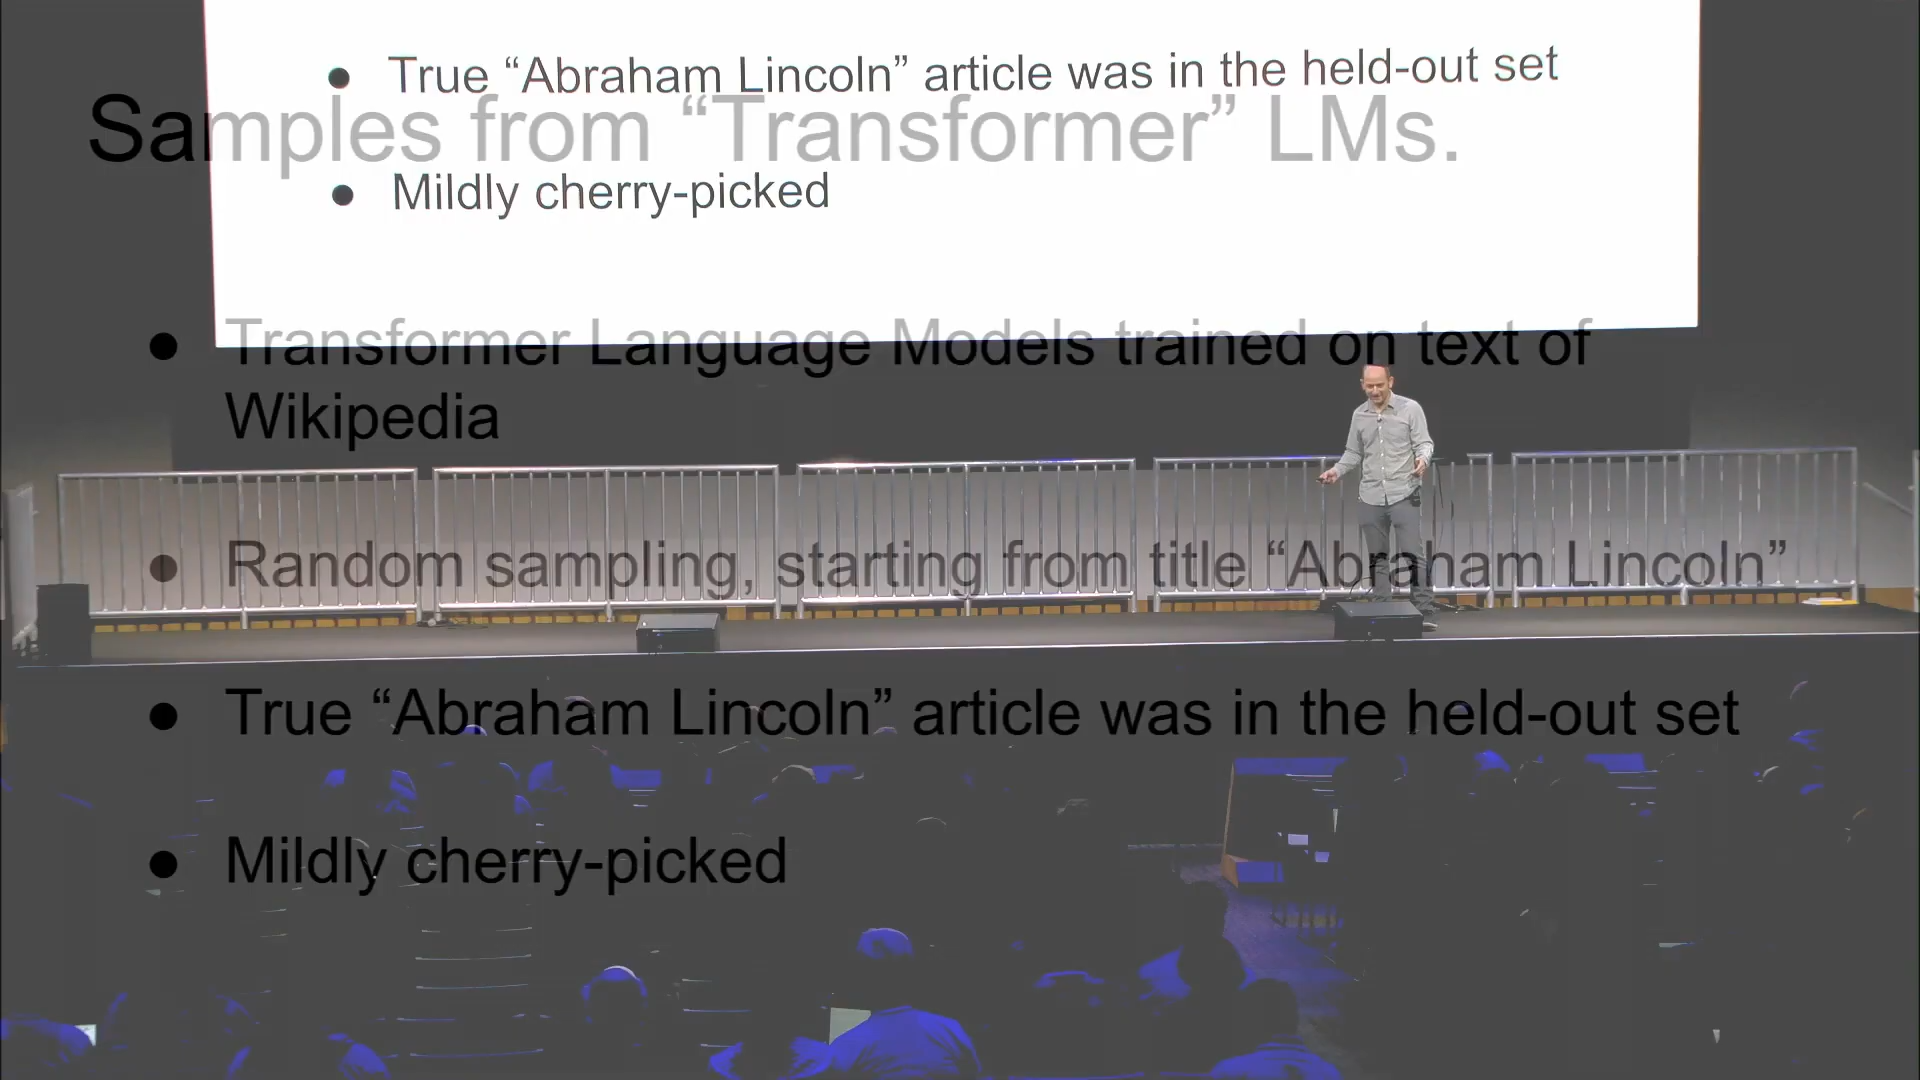 ● True “Abraham Lincoln” article was in the held-out set
Samples from “Transformer” LMs.
● Mildly cherry-picked
● Transformer Language Models trained on text of
Wikipedia
● Random sampling, starting from title “Abraham Lincoln”
● True “Abraham Lincoln” article was in the held-out set
● Mildly cherry-picked